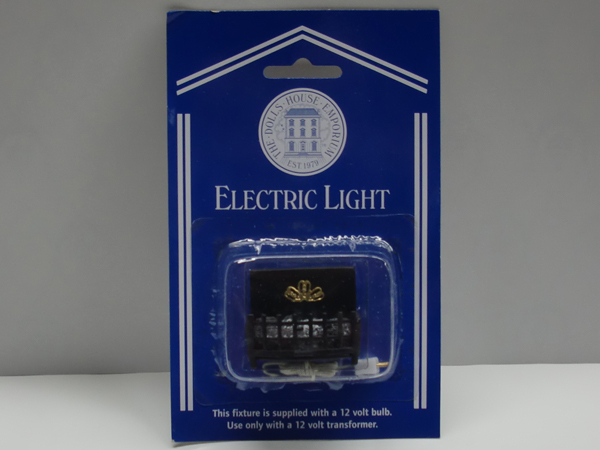 THE · DOLLS · HOUSE · EMPORIUM
EST 1979
ELECTRIC LIGHT
This fixture is supplied with a 12 volt bulb.
Use only with a 12 volt transformer.